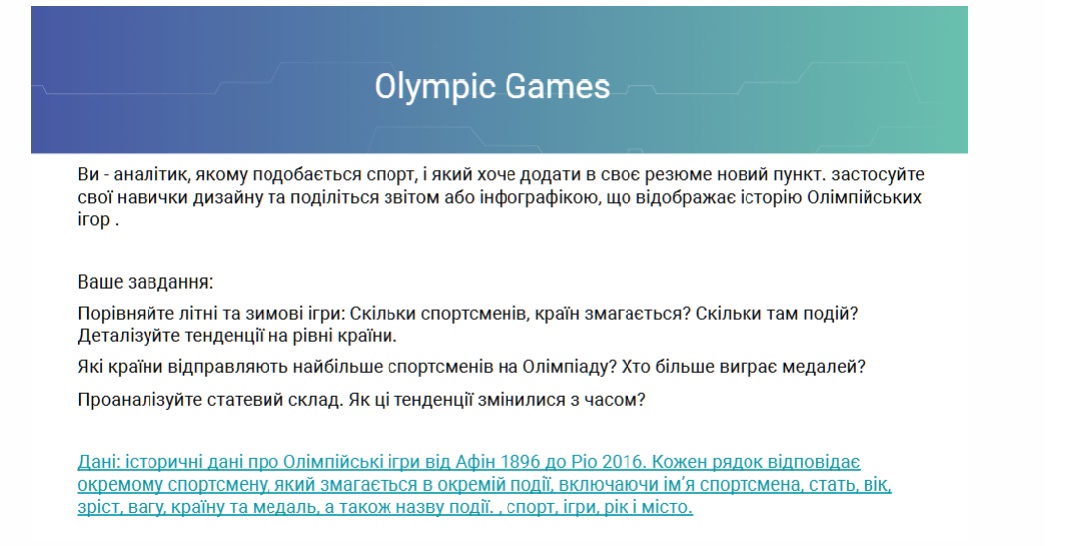 Olympic Games
Ви - аналітик, якому подобається спорт, і який хоче додати в своє резюме новий пункт. застосуйте
свої навички дизайну та поділіться звітом або інфографікою, що відображає історію Олімпійських
ігор .
Ваше завдання:
Порівняйте літні та зимові ігри: Скільки спортсменів, країн змагається? Скільки там подій?
Деталізуйте тенденції на рівні країни.
Які країни відправляють найбільше спортсменів на Олімпіаду? Хто більше виграє медалей?
Проаналізуйте статевий склад. Як ці тенденції змінилися з часом?
Дані: історичні дані про Олімпійські ігри від Афін 1896 до Ріо 2016. Кожен рядок відповідає
окремому спортсмену, який змагається в окремій події, включаючи ім’я спортсмена, стать, вік,
зріст, вагу, країну та медаль, а також назву події. , спорт, ігри, рік і місто.